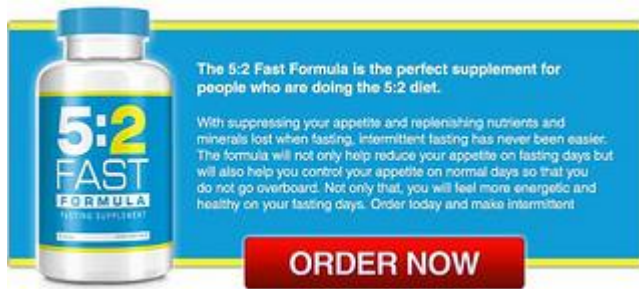 5:2
FAST
FORMULA
FASTING SUPPLEMENT
The 5:2 Fast Formula is the perfect supplement for
people who are doing the 5:2 diet.
With suppressing your appetite and replenishing nutrients and
minerals lost when fasting, intermittent fasting has never been easier.
The formula will not only help reduce your appetite on fasting days but
will also help you control your appetite on normal days so that you
do not go overboard. Not only that, you will feel more energetic and
healthy on your fasting days. Order today and make intermittent
ORDER NOW